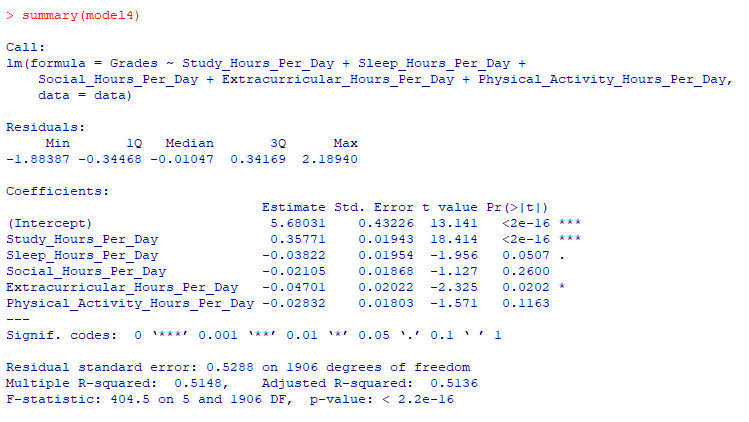 > summary(model4)
Call:
lm(formula = Grades ~ Study_Hours_Per_Day + Sleep_Hours_Per_Day +
    Social_Hours_Per_Day + Extracurricular_Hours_Per_Day + Physical_Activity_Hours_Per_Day,
    data = data)
Residuals:
     Min       1Q   Median       3Q      Max
-1.88387 -0.34468 -0.01047  0.34169  2.18940
Coefficients:
                                Estimate Std. Error t value Pr(>|t|)
(Intercept)                      5.68031    0.43226  13.141   <2e-16 ***
Study_Hours_Per_Day              0.35771    0.01943  18.414   <2e-16 ***
Sleep_Hours_Per_Day             -0.03822    0.01954  -1.956   0.0507 .
Social_Hours_Per_Day            -0.02105    0.01868  -1.127   0.2600
Extracurricular_Hours_Per_Day   -0.04701    0.02022  -2.325   0.0202 *
Physical_Activity_Hours_Per_Day -0.02832    0.01803  -1.571   0.1163
---
Signif. codes:  0 ‘***’ 0.001 ‘**’ 0.01 ‘*’ 0.05 ‘.’ 0.1 ‘ ’ 1
Residual standard error: 0.5288 on 1906 degrees of freedom
Multiple R-squared:  0.5148,    Adjusted R-squared:  0.5136
F-statistic: 404.5 on 5 and 1906 DF,  p-value: < 2.2e-16